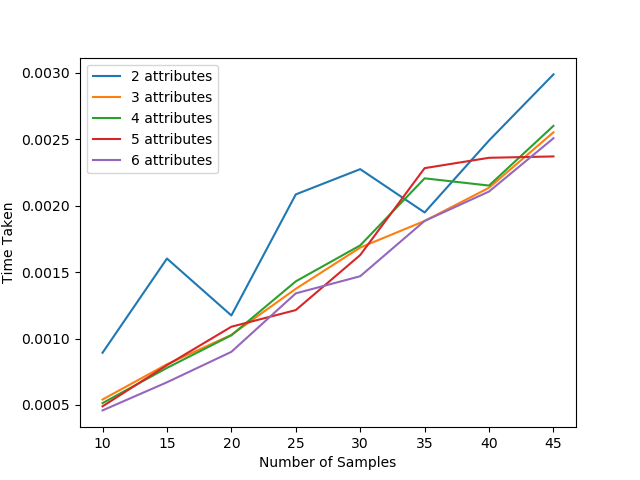 0.0030
0.0025
0.0020
0.0015
0.0010
0.0005
Time Taken
2 attributes
3 attributes
4 attributes
5 attributes
6 attributes
10 15 20 25 30 35 40 45
Number of Samples